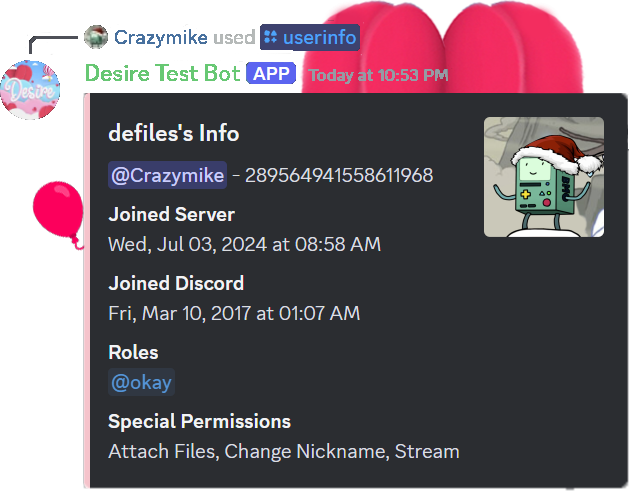 Crazymike used userinfo
Desire
Desire Test Bot APP Today at 10:53 PM
defiles's Info
@Crazymike - 289564941558611968
Joined Server
Wed, Jul 03, 2024 at 08:58 AM
Joined Discord
Fri, Mar 10, 2017 at 01:07 AM
Roles
@okay
Special Permissions
Attach Files, Change Nickname, Stream